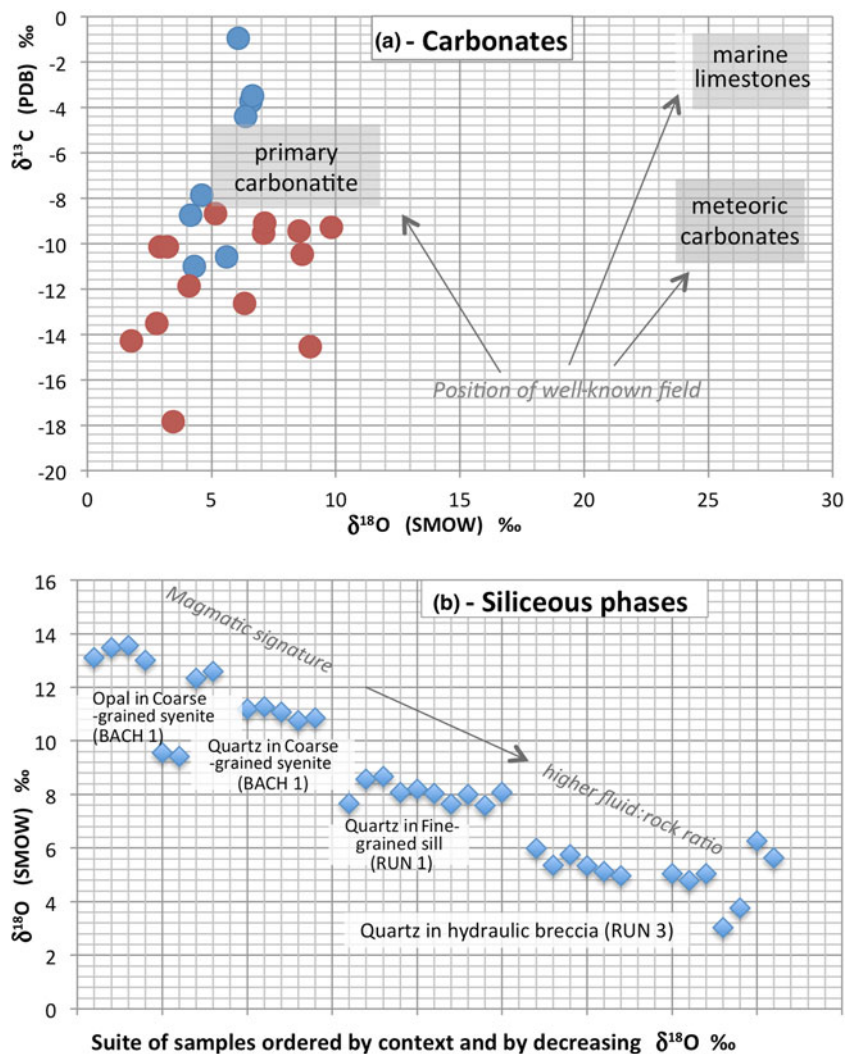 (a) - Carbonates
0
-2
-4
-6
-8
-10
-12
-14
-16
-18
-20
δ¹³C (PDB) ‰
marine
limestones
primary
carbonatite
meteoric
carbonates
Position of well-known field
0 5 10 15 20 25 30
δ¹⁸O (SMOW) ‰
(b) - Siliceous phases
16
14
12
10
8
6
4
2
0
δ¹⁸O (SMOW) ‰
Magmatic signature
Opal in Coarse
-grained syenite
(BACH 1)
Quartz in Coarse
-grained syenite
(BACH 1)
higher fluid:rock ratio
Quartz in Fine-
grained sill
(RUN 1)
Quartz in hydraulic breccia (RUN 3)
Suite of samples ordered by context and by decreasing δ¹⁸O ‰